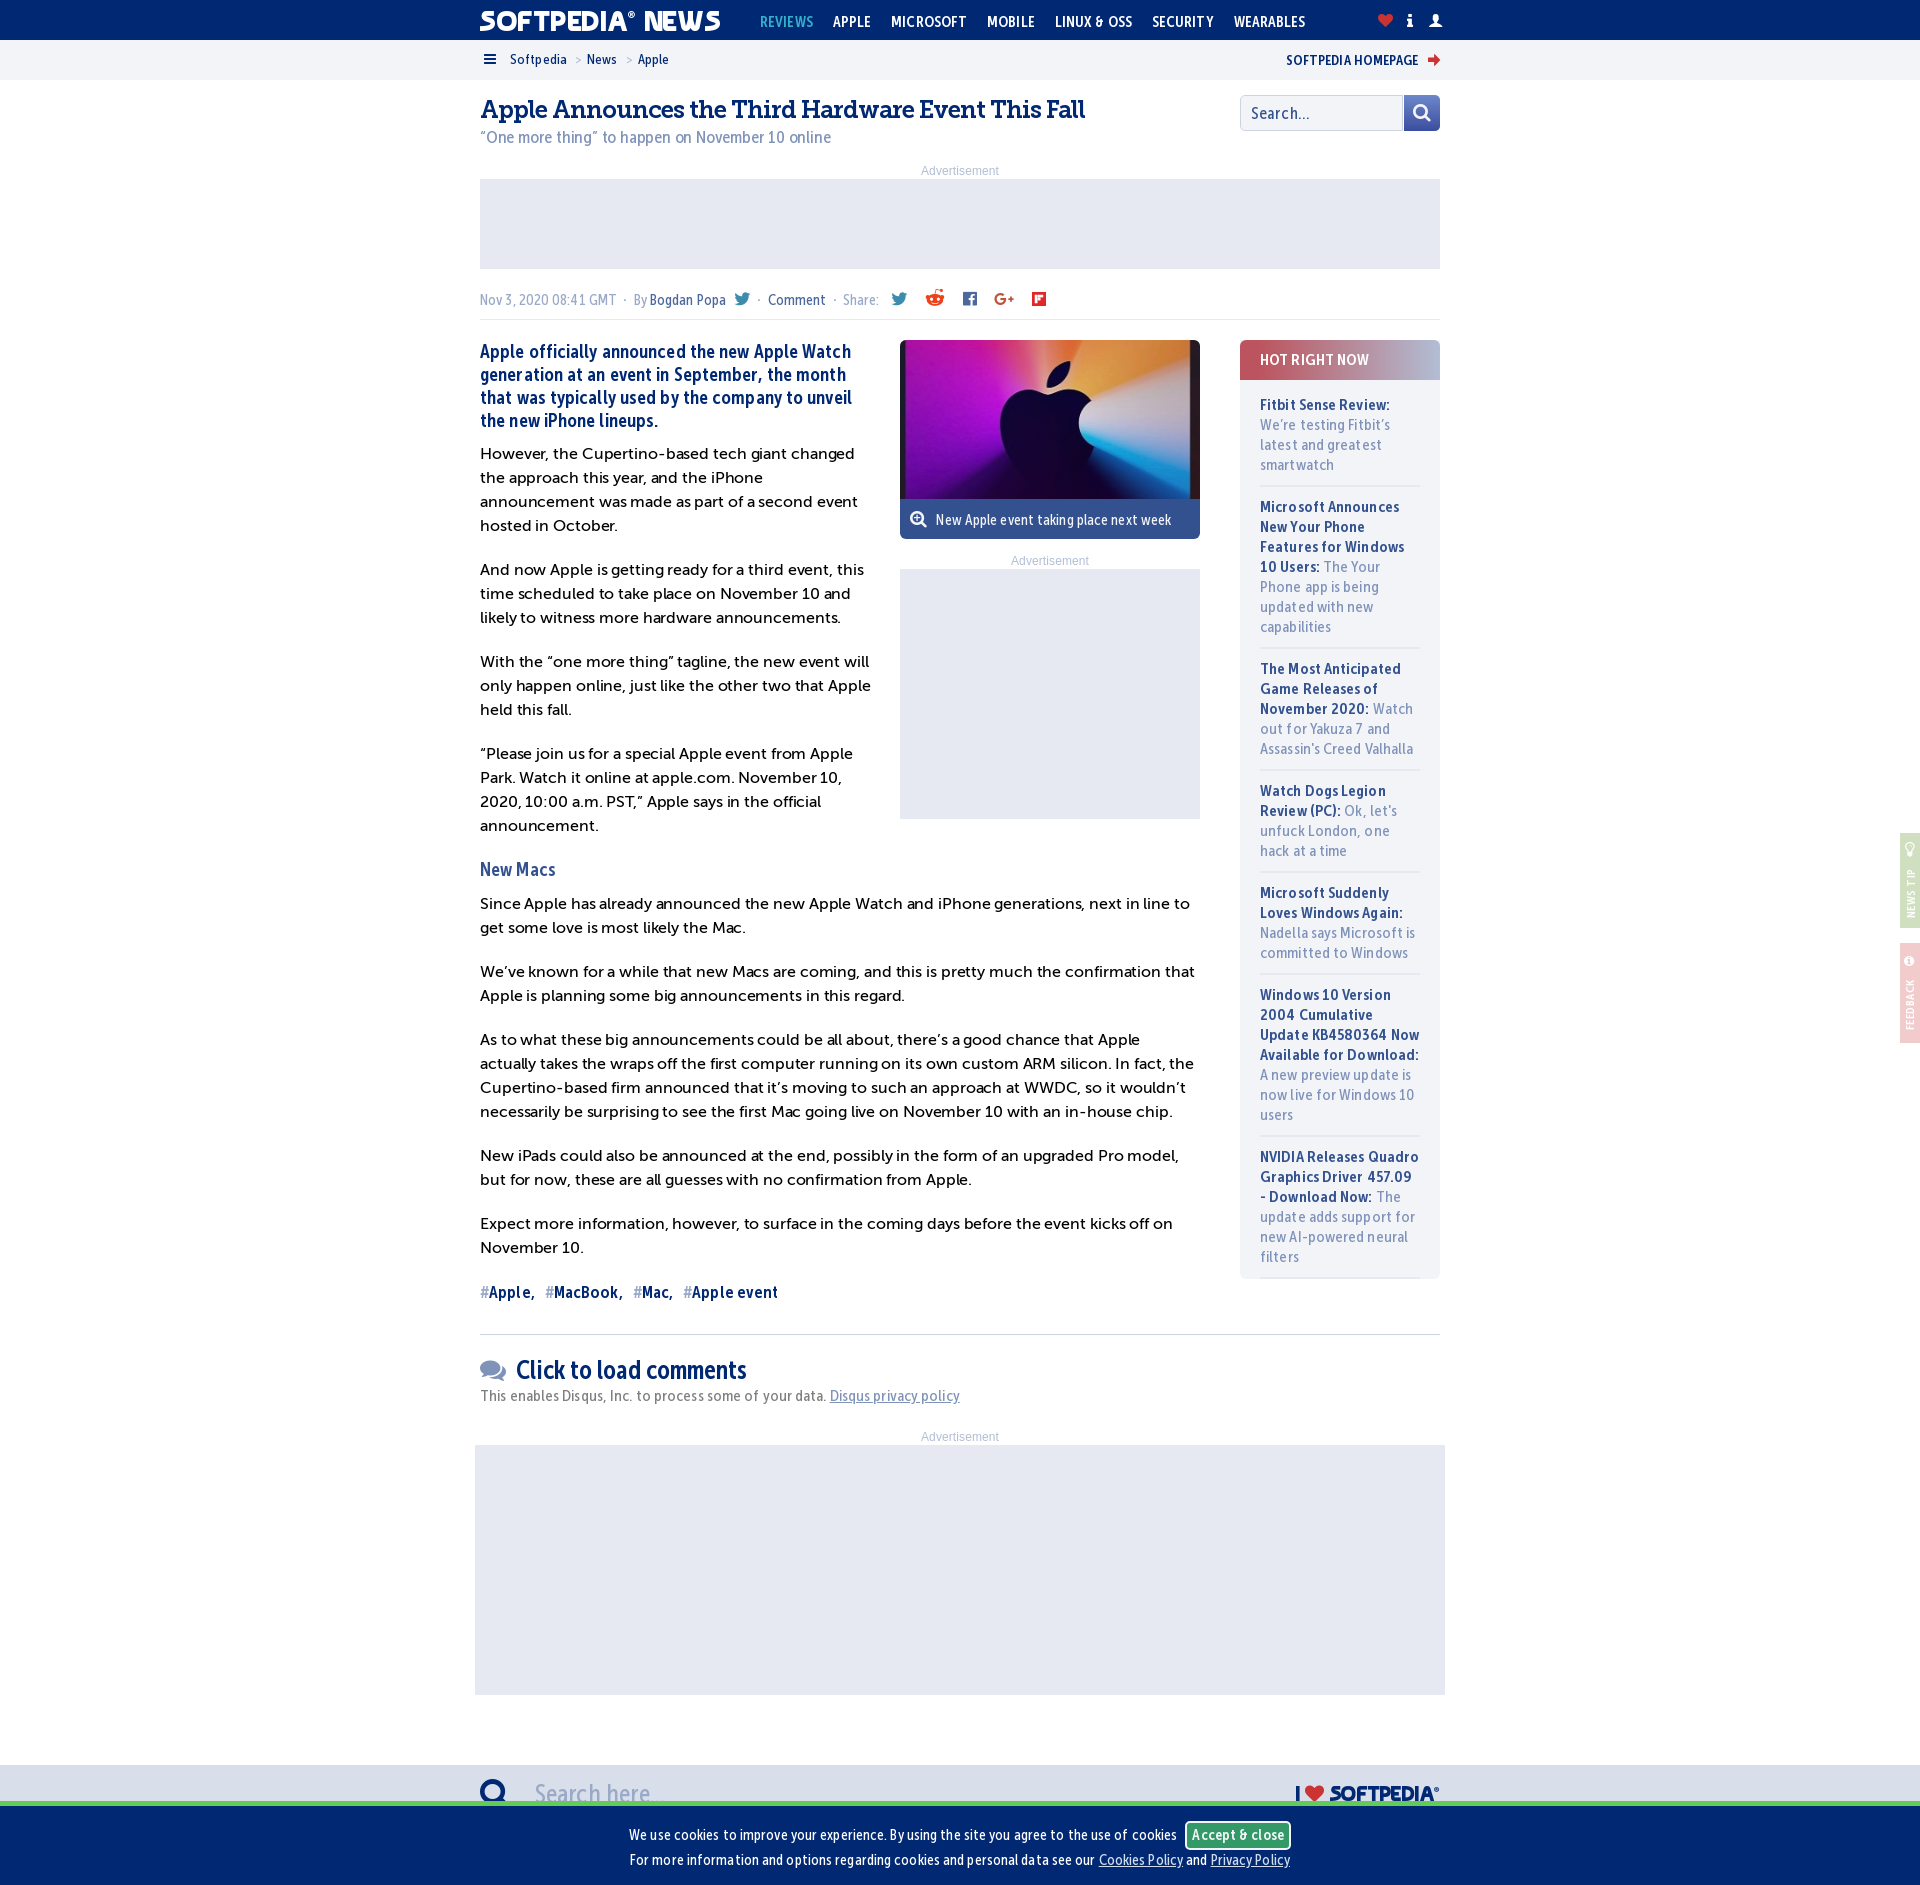 SOFTPEDIA® NEWS
REVIEWS APPLE MICROSOFT MOBILE LINUX & OSS SECURITY WEARABLES
Softpedia > News > Apple
SOFTPEDIA HOMEPAGE
Apple Announces the Third Hardware Event This Fall
“One more thing” to happen on November 10 online
Search...
Advertisement
Nov 3, 2020 08:41 GMT · By Bogdan Popa · Comment · Share:
Apple officially announced the new Apple Watch
generation at an event in September, the month
that was typically used by the company to unveil
the new iPhone lineups.
However, the Cupertino-based tech giant changed
the approach this year, and the iPhone
announcement was made as part of a second event
hosted in October.
And now Apple is getting ready for a third event, this
time scheduled to take place on November 10 and
likely to witness more hardware announcements.
With the “one more thing” tagline, the new event will
only happen online, just like the other two that Apple
held this fall.
“Please join us for a special Apple event from Apple
Park. Watch it online at apple.com. November 10,
2020, 10:00 a.m. PST,” Apple says in the official
announcement.
New Apple event taking place next week
Advertisement
New Macs
Since Apple has already announced the new Apple Watch and iPhone generations, next in line to
get some love is most likely the Mac.
We’ve known for a while that new Macs are coming, and this is pretty much the confirmation that
Apple is planning some big announcements in this regard.
As to what these big announcements could be all about, there’s a good chance that Apple
actually takes the wraps off the first computer running on its own custom ARM silicon. In fact, the
Cupertino-based firm announced that it’s moving to such an approach at WWDC, so it wouldn’t
necessarily be surprising to see the first Mac going live on November 10 with an in-house chip.
New iPads could also be announced at the end, possibly in the form of an upgraded Pro model,
but for now, these are all guesses with no confirmation from Apple.
Expect more information, however, to surface in the coming days before the event kicks off on
November 10.
#Apple, #MacBook, #Mac, #Apple event
HOT RIGHT NOW
Fitbit Sense Review:
We’re testing Fitbit’s
latest and greatest
smartwatch
Microsoft Announces
New Your Phone
Features for Windows
10 Users: The Your
Phone app is being
updated with new
capabilities
The Most Anticipated
Game Releases of
November 2020: Watch
out for Yakuza 7 and
Assassin's Creed Valhalla
Watch Dogs Legion
Review (PC): Ok, let's
unfuck London, one
hack at a time
Microsoft Suddenly
Loves Windows Again:
Nadella says Microsoft is
committed to Windows
Windows 10 Version
2004 Cumulative
Update KB4580364 Now
Available for Download:
A new preview update is
now live for Windows 10
users
NVIDIA Releases Quadro
Graphics Driver 457.09
- Download Now: The
update adds support for
new AI-powered neural
filters
NEWS TIP
FEEDBACK
Click to load comments
This enables Disqus, Inc. to process some of your data. Disqus privacy policy
Advertisement
Search here...
I SOFTPEDIA®
We use cookies to improve your experience. By using the site you agree to the use of cookies Accept & close
For more information and options regarding cookies and personal data see our Cookies Policy and Privacy Policy